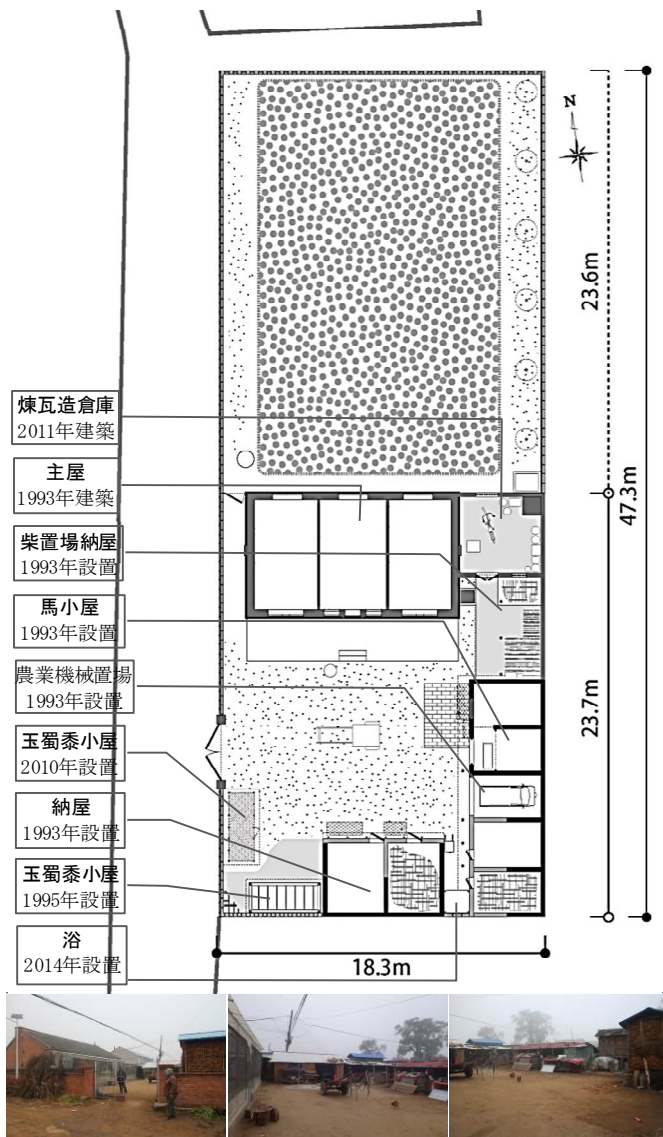 N
23.6m
47.3m
煉瓦造倉庫
2011年建築
主屋
1993年建築
柴置場納屋
1993年設置
馬小屋
1993年設置
農業機械置場
1993年設置
23.7m
玉蜀黍小屋
2010年設置
納屋
1993年設置
玉蜀黍小屋
1995年設置
浴
2014年設置
18.3m